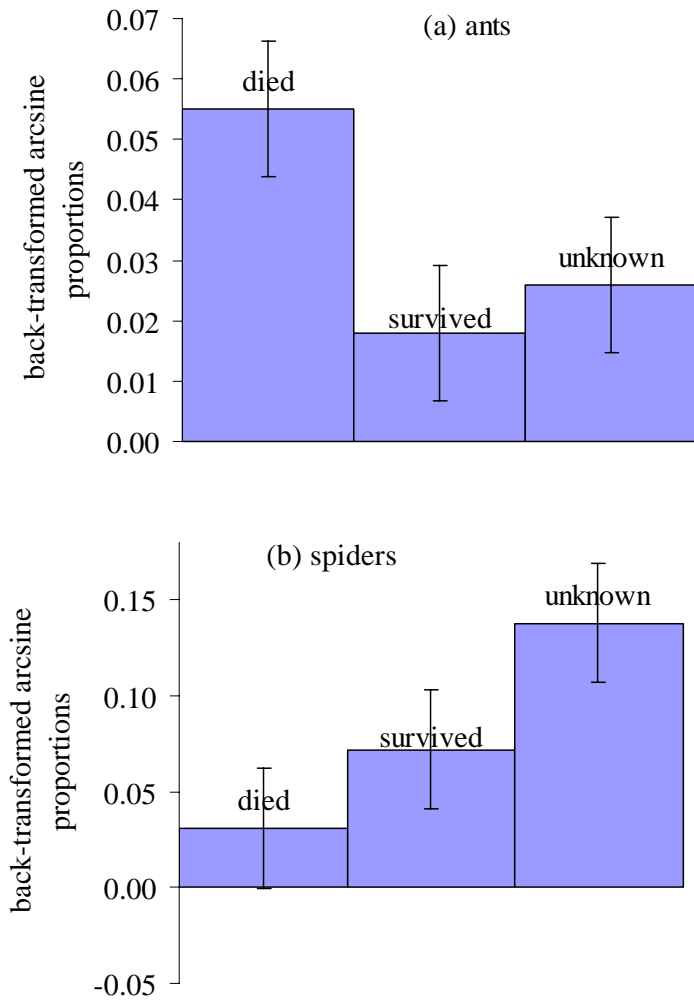 (a) ants
back-transformed arcsine
proportions
0.07
0.06
0.05
0.04
0.03
0.02
0.01
0.00
died
survived
unknown
(b) spiders
back-transformed arcsine
proportions
0.15
0.10
0.05
0.00
-0.05
died
survived
unknown